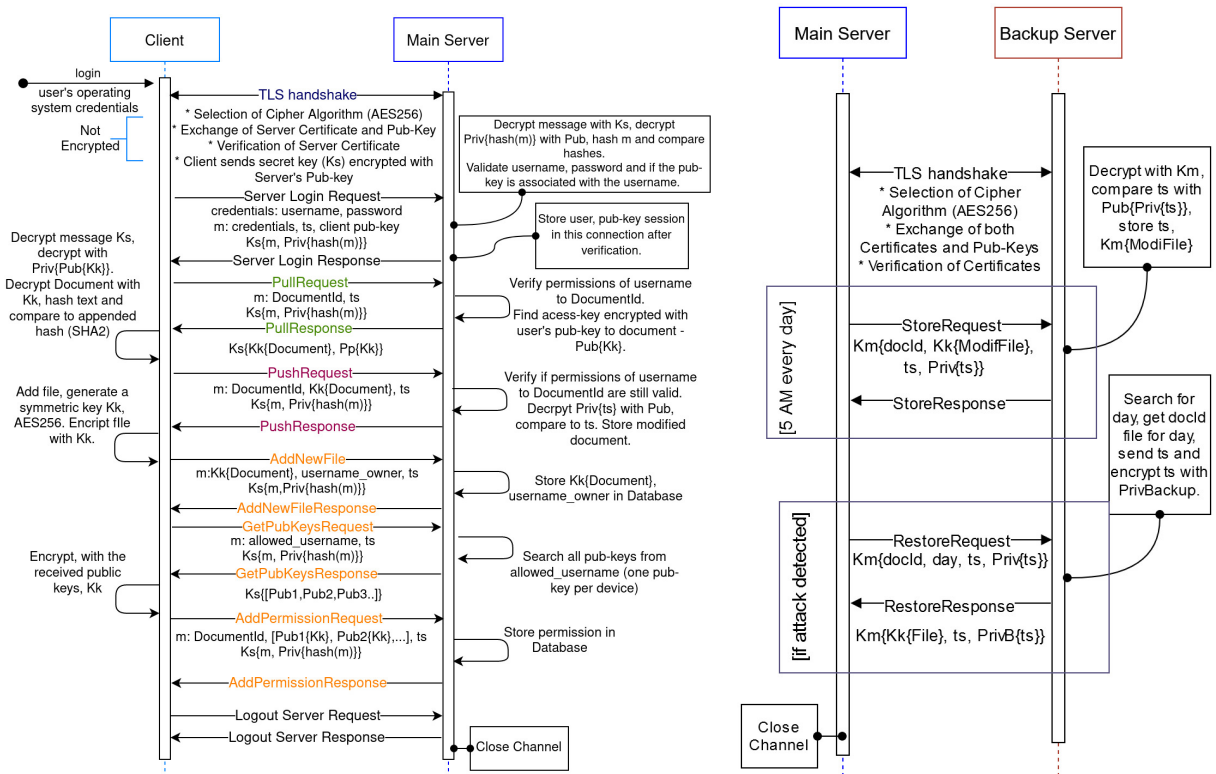 Client
Main Server
login
user's operating
system credentials
Not
Encrypted
TLS handshake
* Selection of Cipher Algorithm (AES256)
* Exchange of Server Certificate and Pub-Key
* Verification of Server Certificate
* Client sends secret key (Ks) encrypted with
Server's Pub-key
Decrypt message with Ks, decrypt
Priv{hash(m)} with Pub, hash m and compare
hashes.
Validate username, password and if the pub-
key is associated with the username.
Server Login Request
credentials: username, password
m: credentials, ts, client pub-key
Ks{m, Priv{hash(m)}}
Store user, pub-key session
in this connection after
verification.
Server Login Response
Decrypt message Ks,
decrypt with
Priv{Pub{Kk}}.
Decrypt Document with
Kk, hash text and
compare to appended
hash (SHA2)
PullRequest
m: DocumentId, ts
Ks{m, Priv{hash(m)}}
PullResponse
Ks{Kk{Document}, Pp{Kk}}
Verify permissions of username
to DocumentId.
Find acess-key encrypted with
user's pub-key to document -
Pub{Kk}.
PushRequest
m: DocumentId, Kk{Document}, ts
Ks{m, Priv{hash(m)}}
PushResponse
Verify if permissions of username
to DocumentId are still valid.
Decrpyt Priv{ts} with Pub,
compare to ts. Store modified
document.
Add file, generate a
symmetric key Kk,
AES256. Encript file
with Kk.
AddNewFile
m:Kk{Document}, username_owner, ts
Ks{m,Priv{hash(m)}}
AddNewFileResponse
Store Kk{Document},
username_owner in Database
GetPubKeysRequest
m: allowed_username, ts
Ks{m, Priv{hash(m)}}
GetPubKeysResponse
Ks{[Pub1,Pub2,Pub3..]}
Search all pub-keys from
allowed_username (one pub-
key per device)
Encrypt, with the
received public
keys, Kk
AddPermissionRequest
m: DocumentId, [Pub1{Kk}, Pub2{Kk},...], ts
Ks{m, Priv{hash(m)}}
Store permission in
Database
AddPermissionResponse
Logout Server Request
Logout Server Response
Close Channel
Main Server
Backup Server
TLS handshake
* Selection of Cipher
Algorithm (AES256)
* Exchange of both
Certificates and Pub-Keys
* Verification of Certificates
Decrypt with Km,
compare ts with
Pub{Priv{ts}},
store ts,
Km{ModiFile}
[5 AM every day]
StoreRequest
Km{docId, Kk{ModifFile},
ts, Priv{ts}}
StoreResponse
Search for
day, get docId
file for day,
send ts and
encrypt ts with
PrivBackup.
[if attack detected]
RestoreRequest
Km{docId, day, ts, Priv{ts}}
RestoreResponse
Km{Kk{File}, ts, PrivB{ts}}
Close
Channel